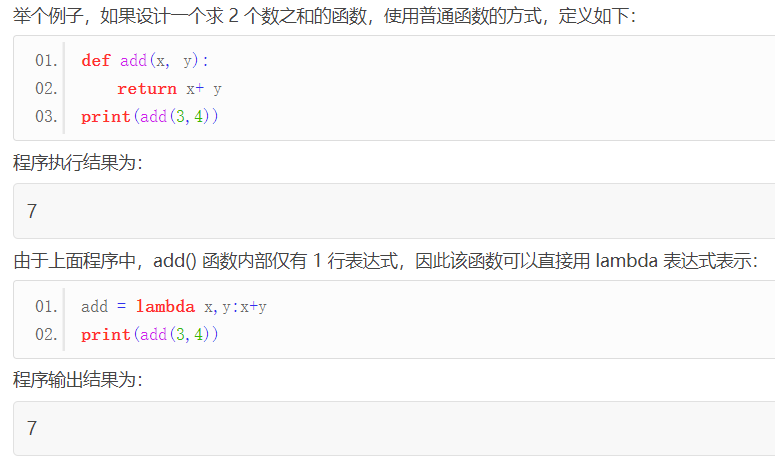 举个例子，如果设计一个求 2 个数之和的函数，使用普通函数的方式，定义如下：
01. def add(x, y):
02. return x+ y
03. print(add(3,4))
程序执行结果为：
7
由于上面程序中，add() 函数内部仅有 1 行表达式，因此该函数可以直接用 lambda 表达式表示：
01. add = lambda x,y:x+y
02. print(add(3,4))
程序输出结果为：
7